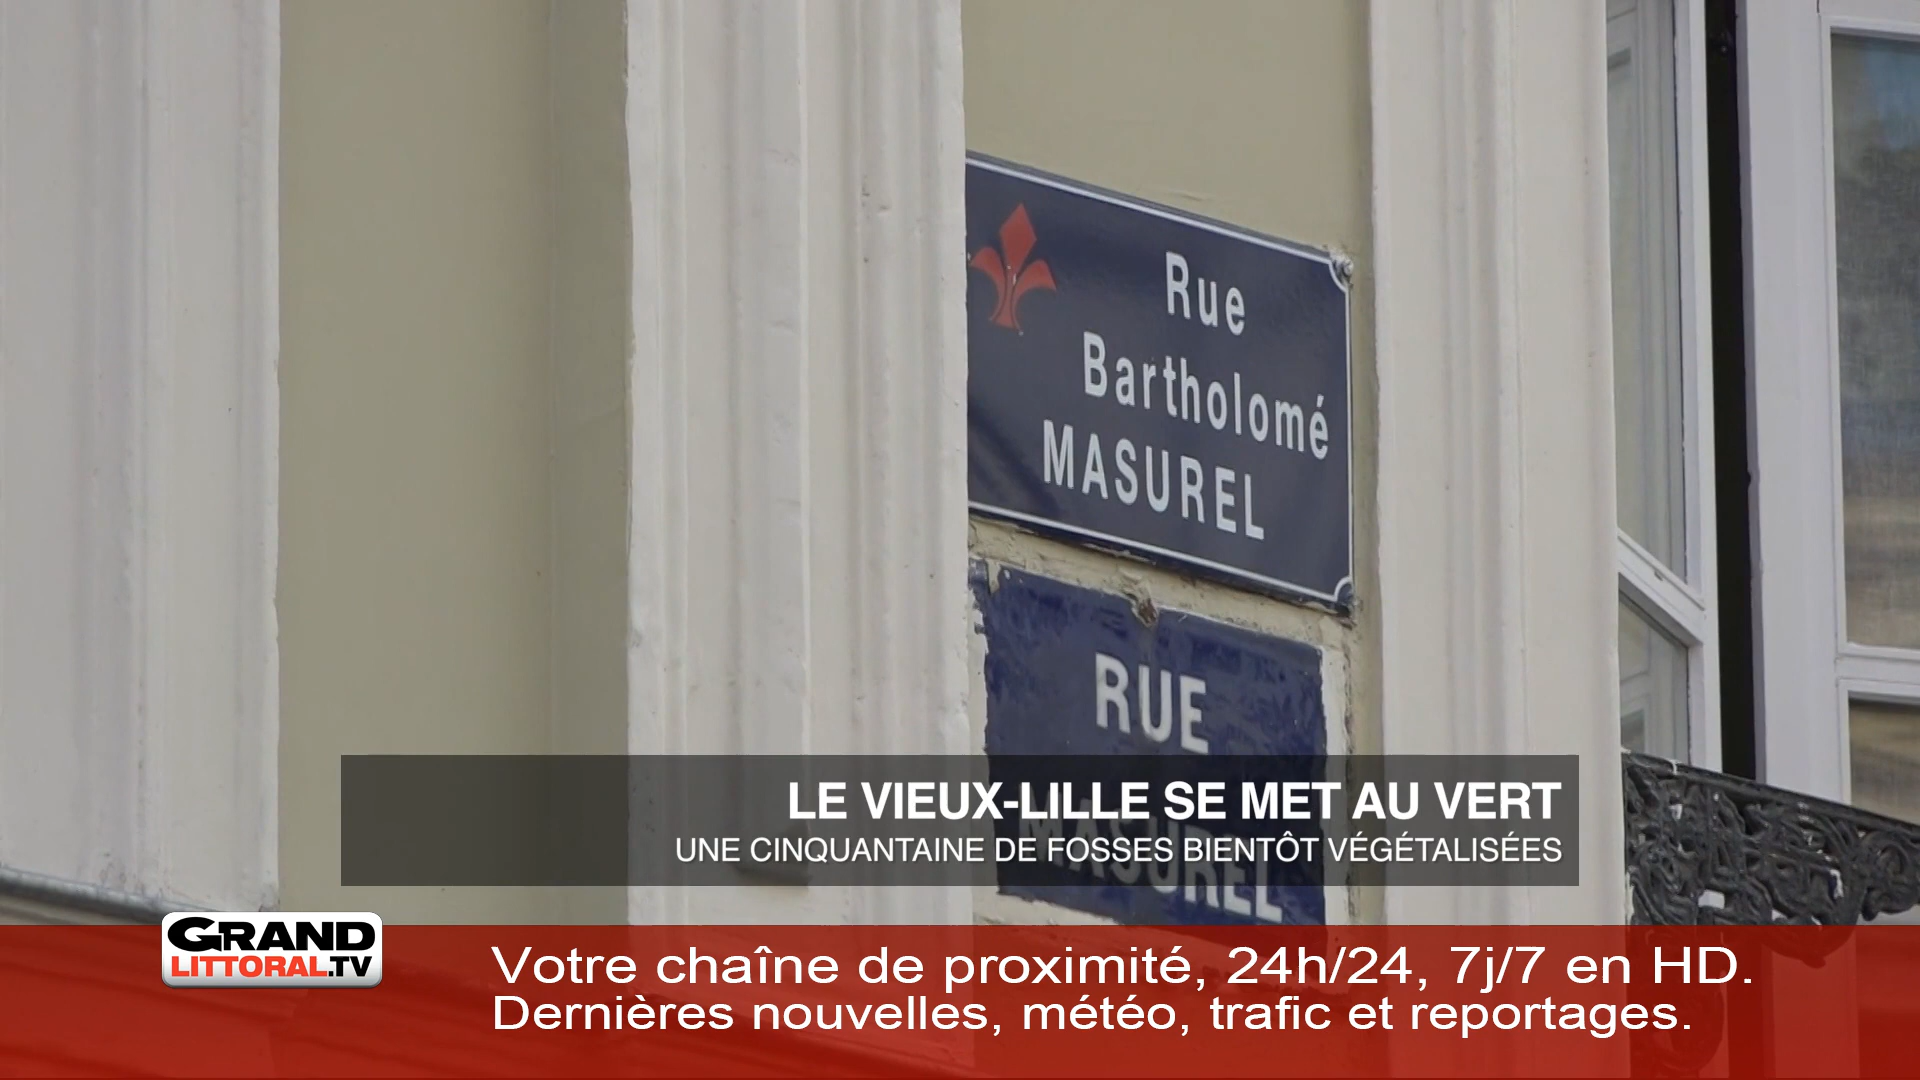 Rue
Bartholomé
MASUREL
RUE
MASUREL
LE VIEUX-LILLE SE MET AU VERT
UNE CINQUANTAINE DE FOSSES BIENTÔT VÉGÉTALISÉES
GRAND
LITTORAL.TV
Votre chaîne de proximité, 24h/24, 7j/7 en HD.
Dernières nouvelles, météo, trafic et reportages.